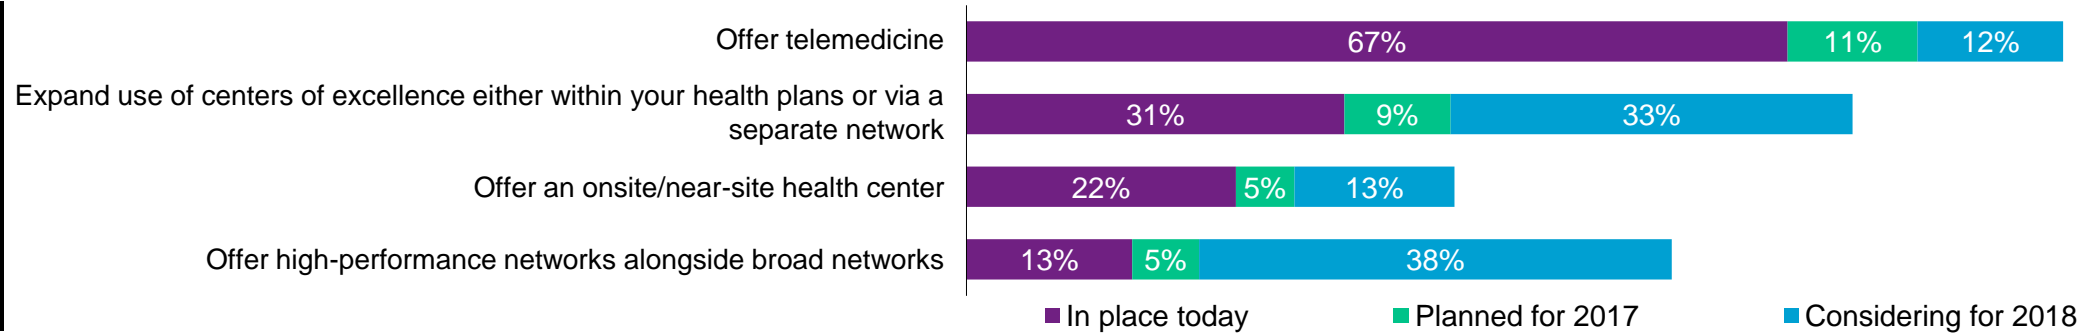 Offer telemedicine
67% 11% 12%
Expand use of centers of excellence either within your health plans or via a
separate network
31% 9% 33%
Offer an onsite/near-site health center
22% 5% 13%
Offer high-performance networks alongside broad networks
13% 5% 38%
In place today Planned for 2017 Considering for 2018